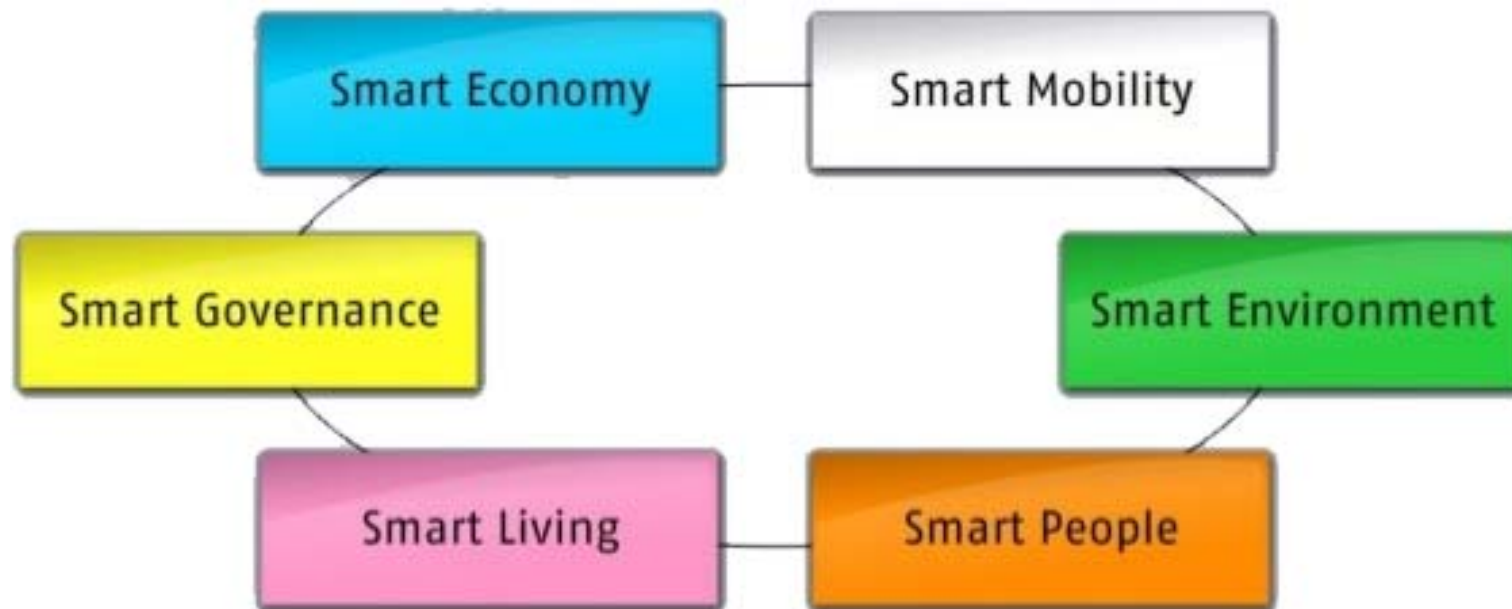 Smart Economy
Smart Mobility
Smart Governance
Smart Environment
Smart Living
Smart People